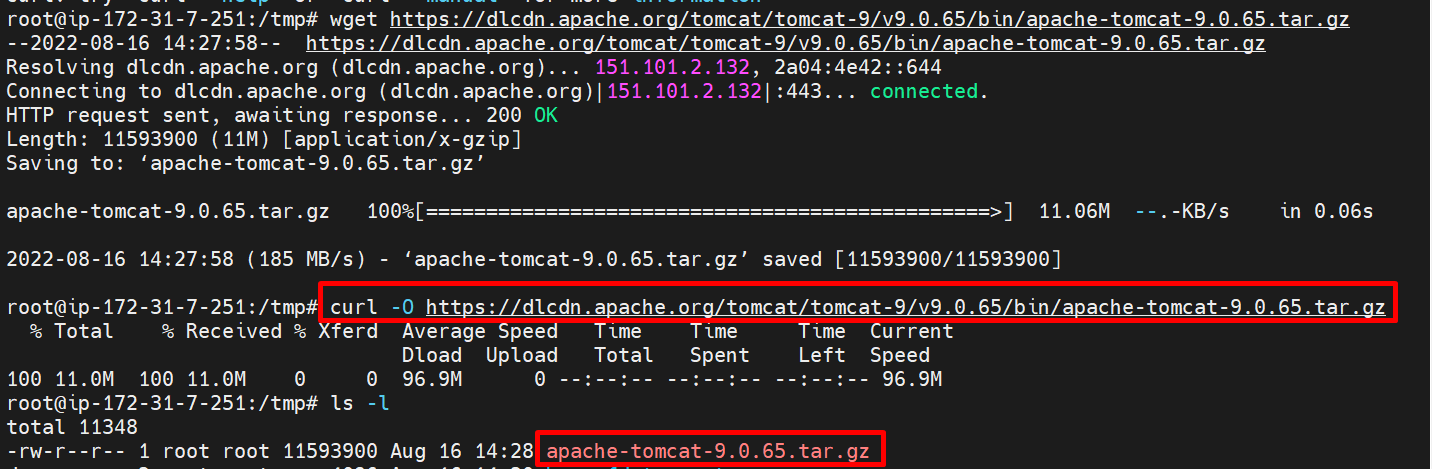 root@ip-172-31-7-251:/tmp# wget https://dlcdn.apache.org/tomcat/tomcat-9/v9.0.65/bin/apache-tomcat-9.0.65.tar.gz
--2022-08-16 14:27:58--  https://dlcdn.apache.org/tomcat/tomcat-9/v9.0.65/bin/apache-tomcat-9.0.65.tar.gz
Resolving dlcdn.apache.org (dlcdn.apache.org)... 151.101.2.132, 2a04:4e42::644
Connecting to dlcdn.apache.org (dlcdn.apache.org)|151.101.2.132|:443... connected.
HTTP request sent, awaiting response... 200 OK
Length: 11593900 (11M) [application/x-gzip]
Saving to: ‘apache-tomcat-9.0.65.tar.gz’
apache-tomcat-9.0.65.tar.gz   100%[===============================================>]  11.06M  --.-KB/s    in 0.06s
2022-08-16 14:27:58 (185 MB/s) - ‘apache-tomcat-9.0.65.tar.gz’ saved [11593900/11593900]
root@ip-172-31-7-251:/tmp# curl -O https://dlcdn.apache.org/tomcat/tomcat-9/v9.0.65/bin/apache-tomcat-9.0.65.tar.gz
  % Total    % Received % Xferd  Average Speed   Time    Time     Time  Current
                                 Dload  Upload   Total   Spent    Left  Speed
100 11.0M  100 11.0M    0     0  96.9M      0 --:--:-- --:--:-- --:--:-- 96.9M
root@ip-172-31-7-251:/tmp# ls -l
total 11348
-rw-r--r-- 1 root root 11593900 Aug 16 14:28 apache-tomcat-9.0.65.tar.gz